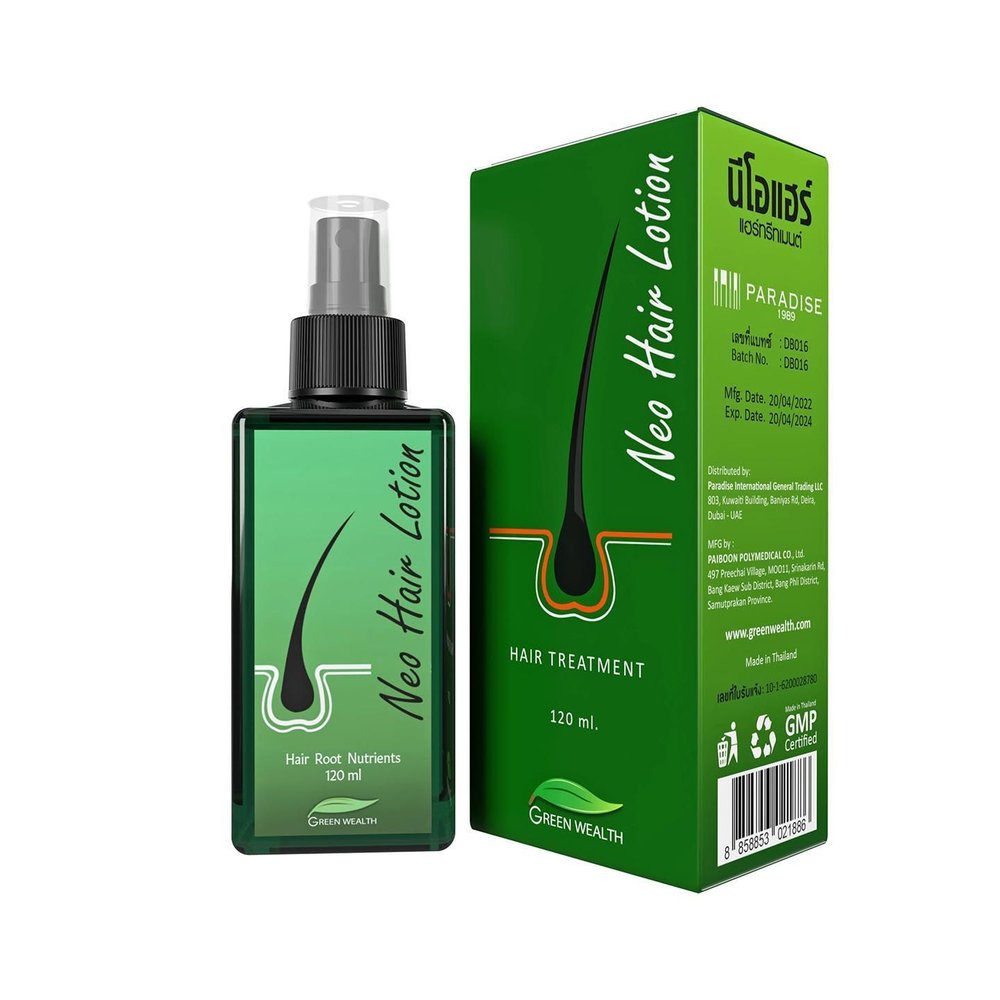 Neo Hair Lotion
Hair Root Nutrients
120 ml
GREEN WEALTH
Neo Hair Lotion
HAIR TREATMENT
120 ml.
GREEN WEALTH
นีโอแฮร์
แฮร์ทรีทเมนต์
PARADISE
1989
เลขที่แบทช์ : DB016
Batch No. : DB016
Mfg. Date. 20/04/2022
Exp. Date. 20/04/2024
Distributed by:
Paradise International General Trading LLC
803, Kuwaiti Building, Baniyas Rd, Deira,
Dubai - UAE
MFG by :
PAIBOON POLYMEDICAL CO., Ltd.
497 Preechai Village, MOO11, Srinakarin Rd,
Bang Kaew Sub District, Bang Phli District,
Samutprakan Province.
www.greenwealth.com
Made in Thailand
เลขที่ใบรับแจ้ง: 10-1-6200028780
Made in Thailand
GMP
Certified
8 858853 021886